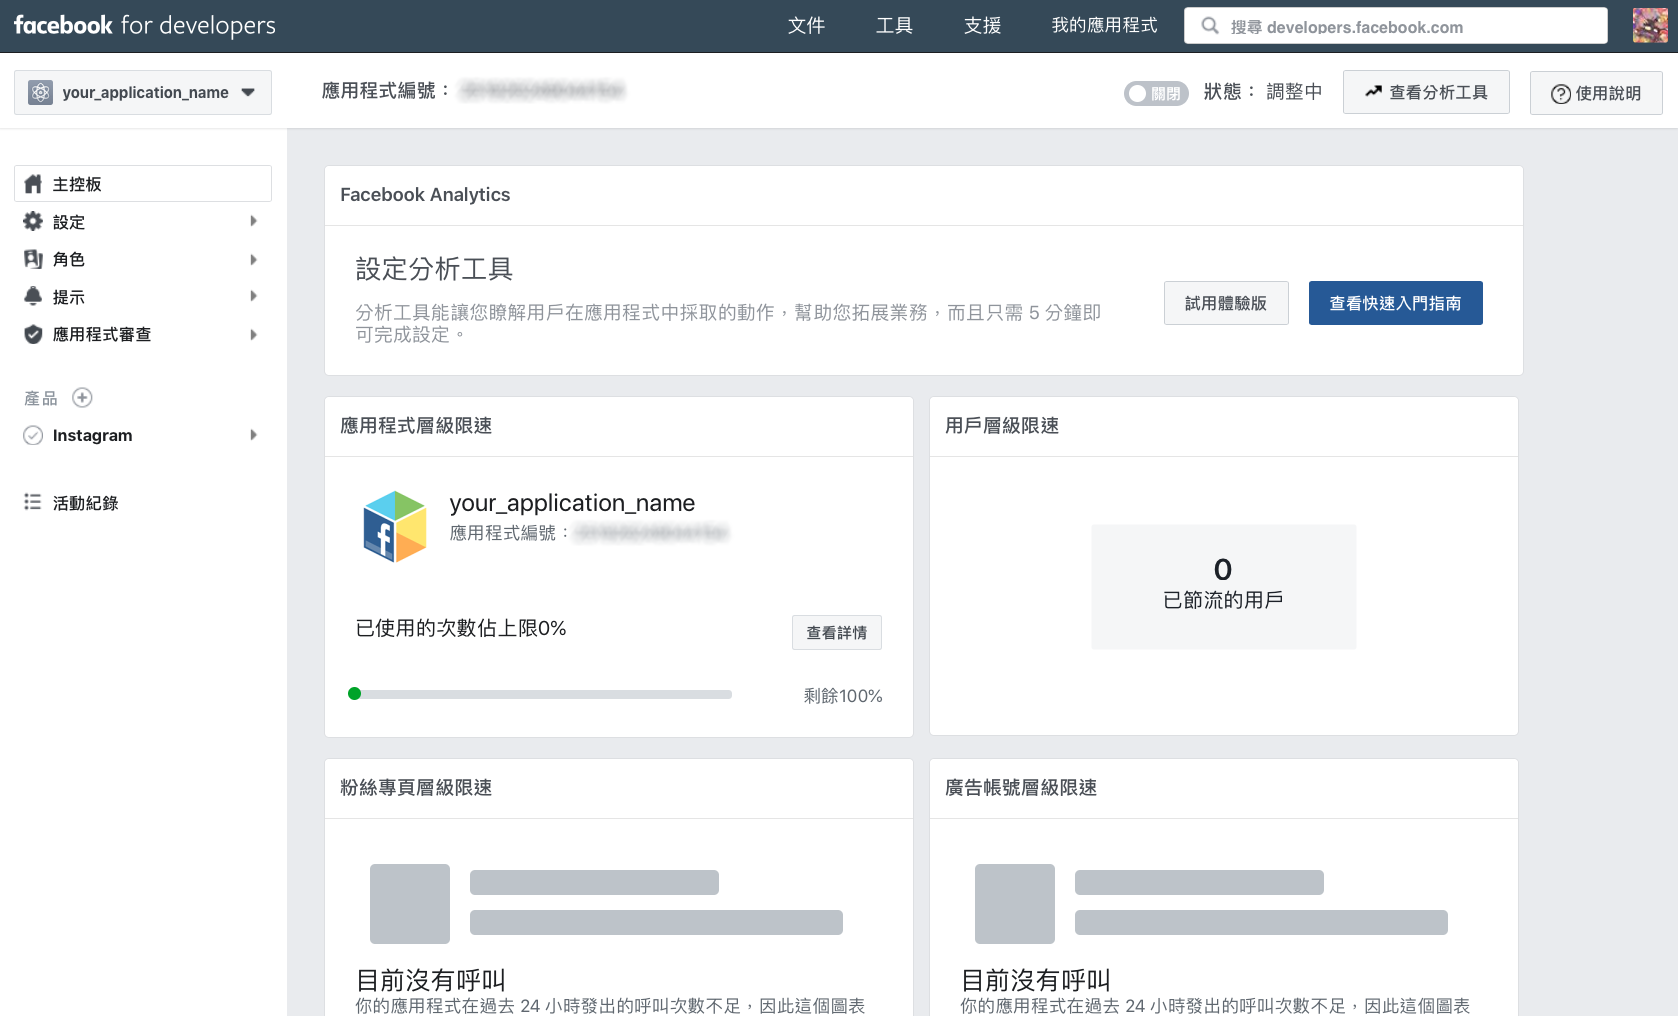 facebook for developers
文件
工具
支援
我的應用程式
搜尋 developers.facebook.com
your_application_name
應用程式編號：
關閉
狀態： 調整中
查看分析工具
使用說明
主控板
設定
角色
提示
應用程式審查
產品
Instagram
活動紀錄
Facebook Analytics
設定分析工具
分析工具能讓您瞭解用戶在應用程式中採取的動作，幫助您拓展業務，而且只需 5 分鐘即
可完成設定。
試用體驗版
查看快速入門指南
應用程式層級限速
your_application_name
應用程式編號：
已使用的次數佔上限0%
查看詳情
剩餘100%
用戶層級限速
0
已節流的用戶
粉絲專頁層級限速
目前沒有呼叫
你的應用程式在過去 24 小時發出的呼叫次數不足，因此這個圖表
廣告帳號層級限速
目前沒有呼叫
你的應用程式在過去 24 小時發出的呼叫次數不足，因此這個圖表